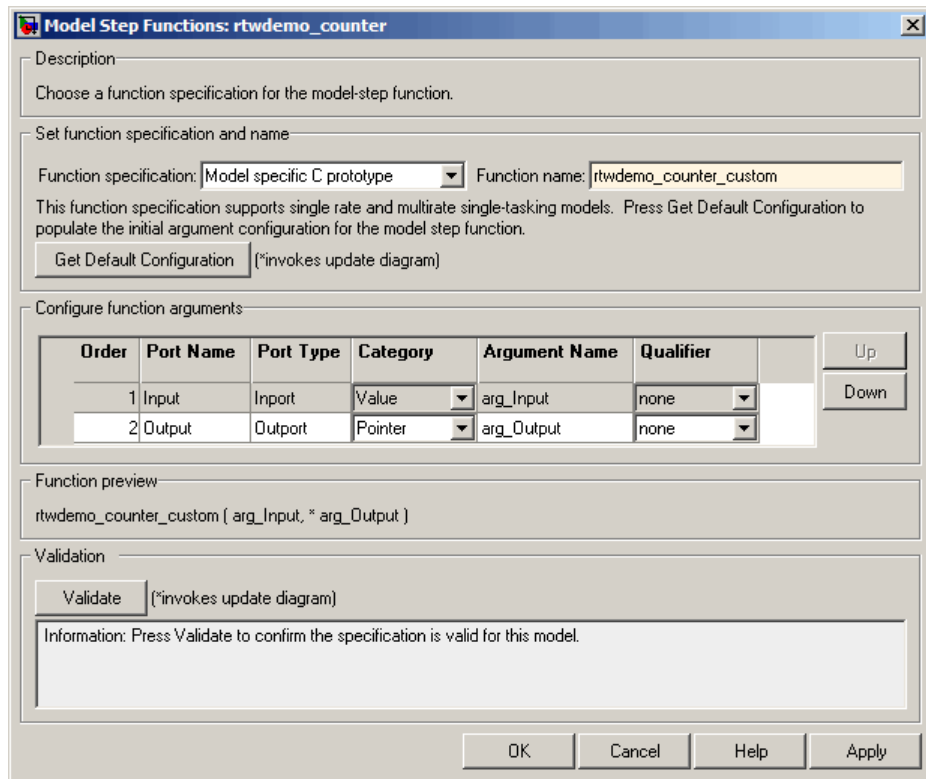 Model Step Functions: rtwdemo_counter
Description
Choose a function specification for the model-step function.
Set function specification and name
Function specification: Model specific C prototype Function name: rtwdemo_counter_custom
This function specification supports single rate and multirate single-tasking models. Press Get Default Configuration to
populate the initial argument configuration for the model step function.
Get Default Configuration (*invokes update diagram)
Configure function arguments
Order Port Name Port Type Category Argument Name Qualifier Up
1 Input Inport Value arg_Input none Down
2 Output Outport Pointer arg_Output none
Function preview
rtwdemo_counter_custom ( arg_Input, * arg_Output )
Validation
Validate (*invokes update diagram)
Information: Press Validate to confirm the specification is valid for this model.
OK Cancel Help Apply